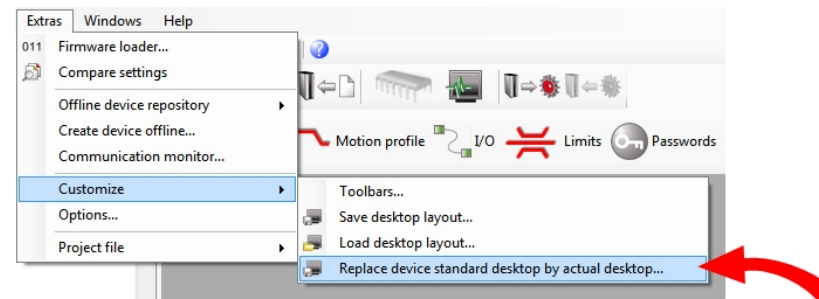 Extras Windows Help
011 Firmware loader...
Compare settings
Offline device repository
Create device offline...
Communication monitor...
Customize
Options...
Project file
?
Motion profile I/O Limits Passwords
Toolbars...
Save desktop layout...
Load desktop layout...
Replace device standard desktop by actual desktop...